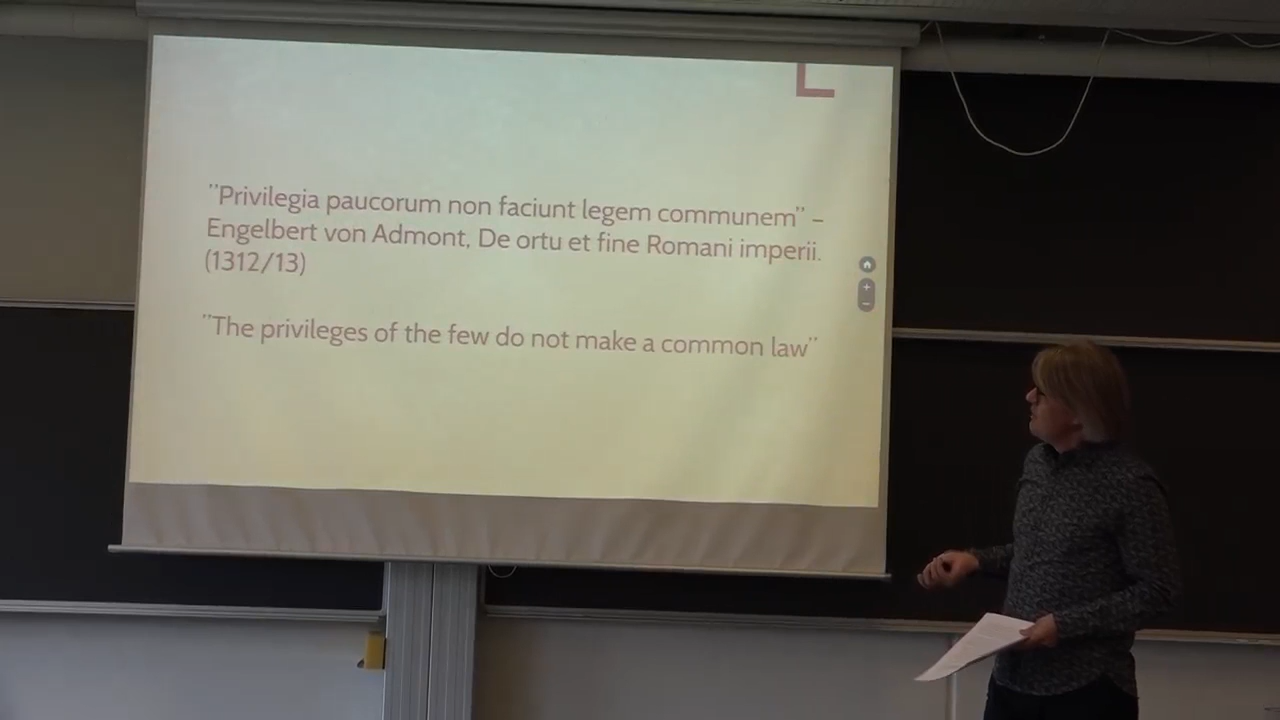 "Privilegia paucorum non faciunt legem communem" –
Engelbert von Admont, De ortu et fine Romani imperii.
(1312/13)
"The privileges of the few do not make a common law"